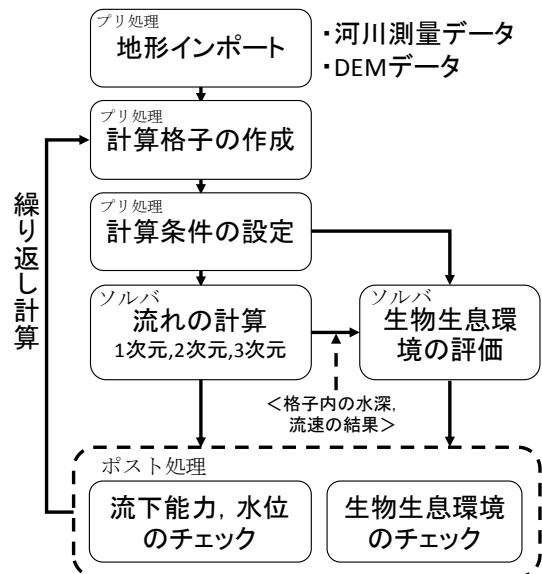 プリ処理
地形インポート
・河川測量データ
・DEMデータ
プリ処理
計算格子の作成
プリ処理
計算条件の設定
繰り返し計算
ソルバ
流れの計算
1次元,2次元,3次元
ソルバ
生物生息環
境の評価
＜格子内の水深,
流速の結果＞
ポスト処理
流下能力，水位
のチェック
生物生息環境
のチェック